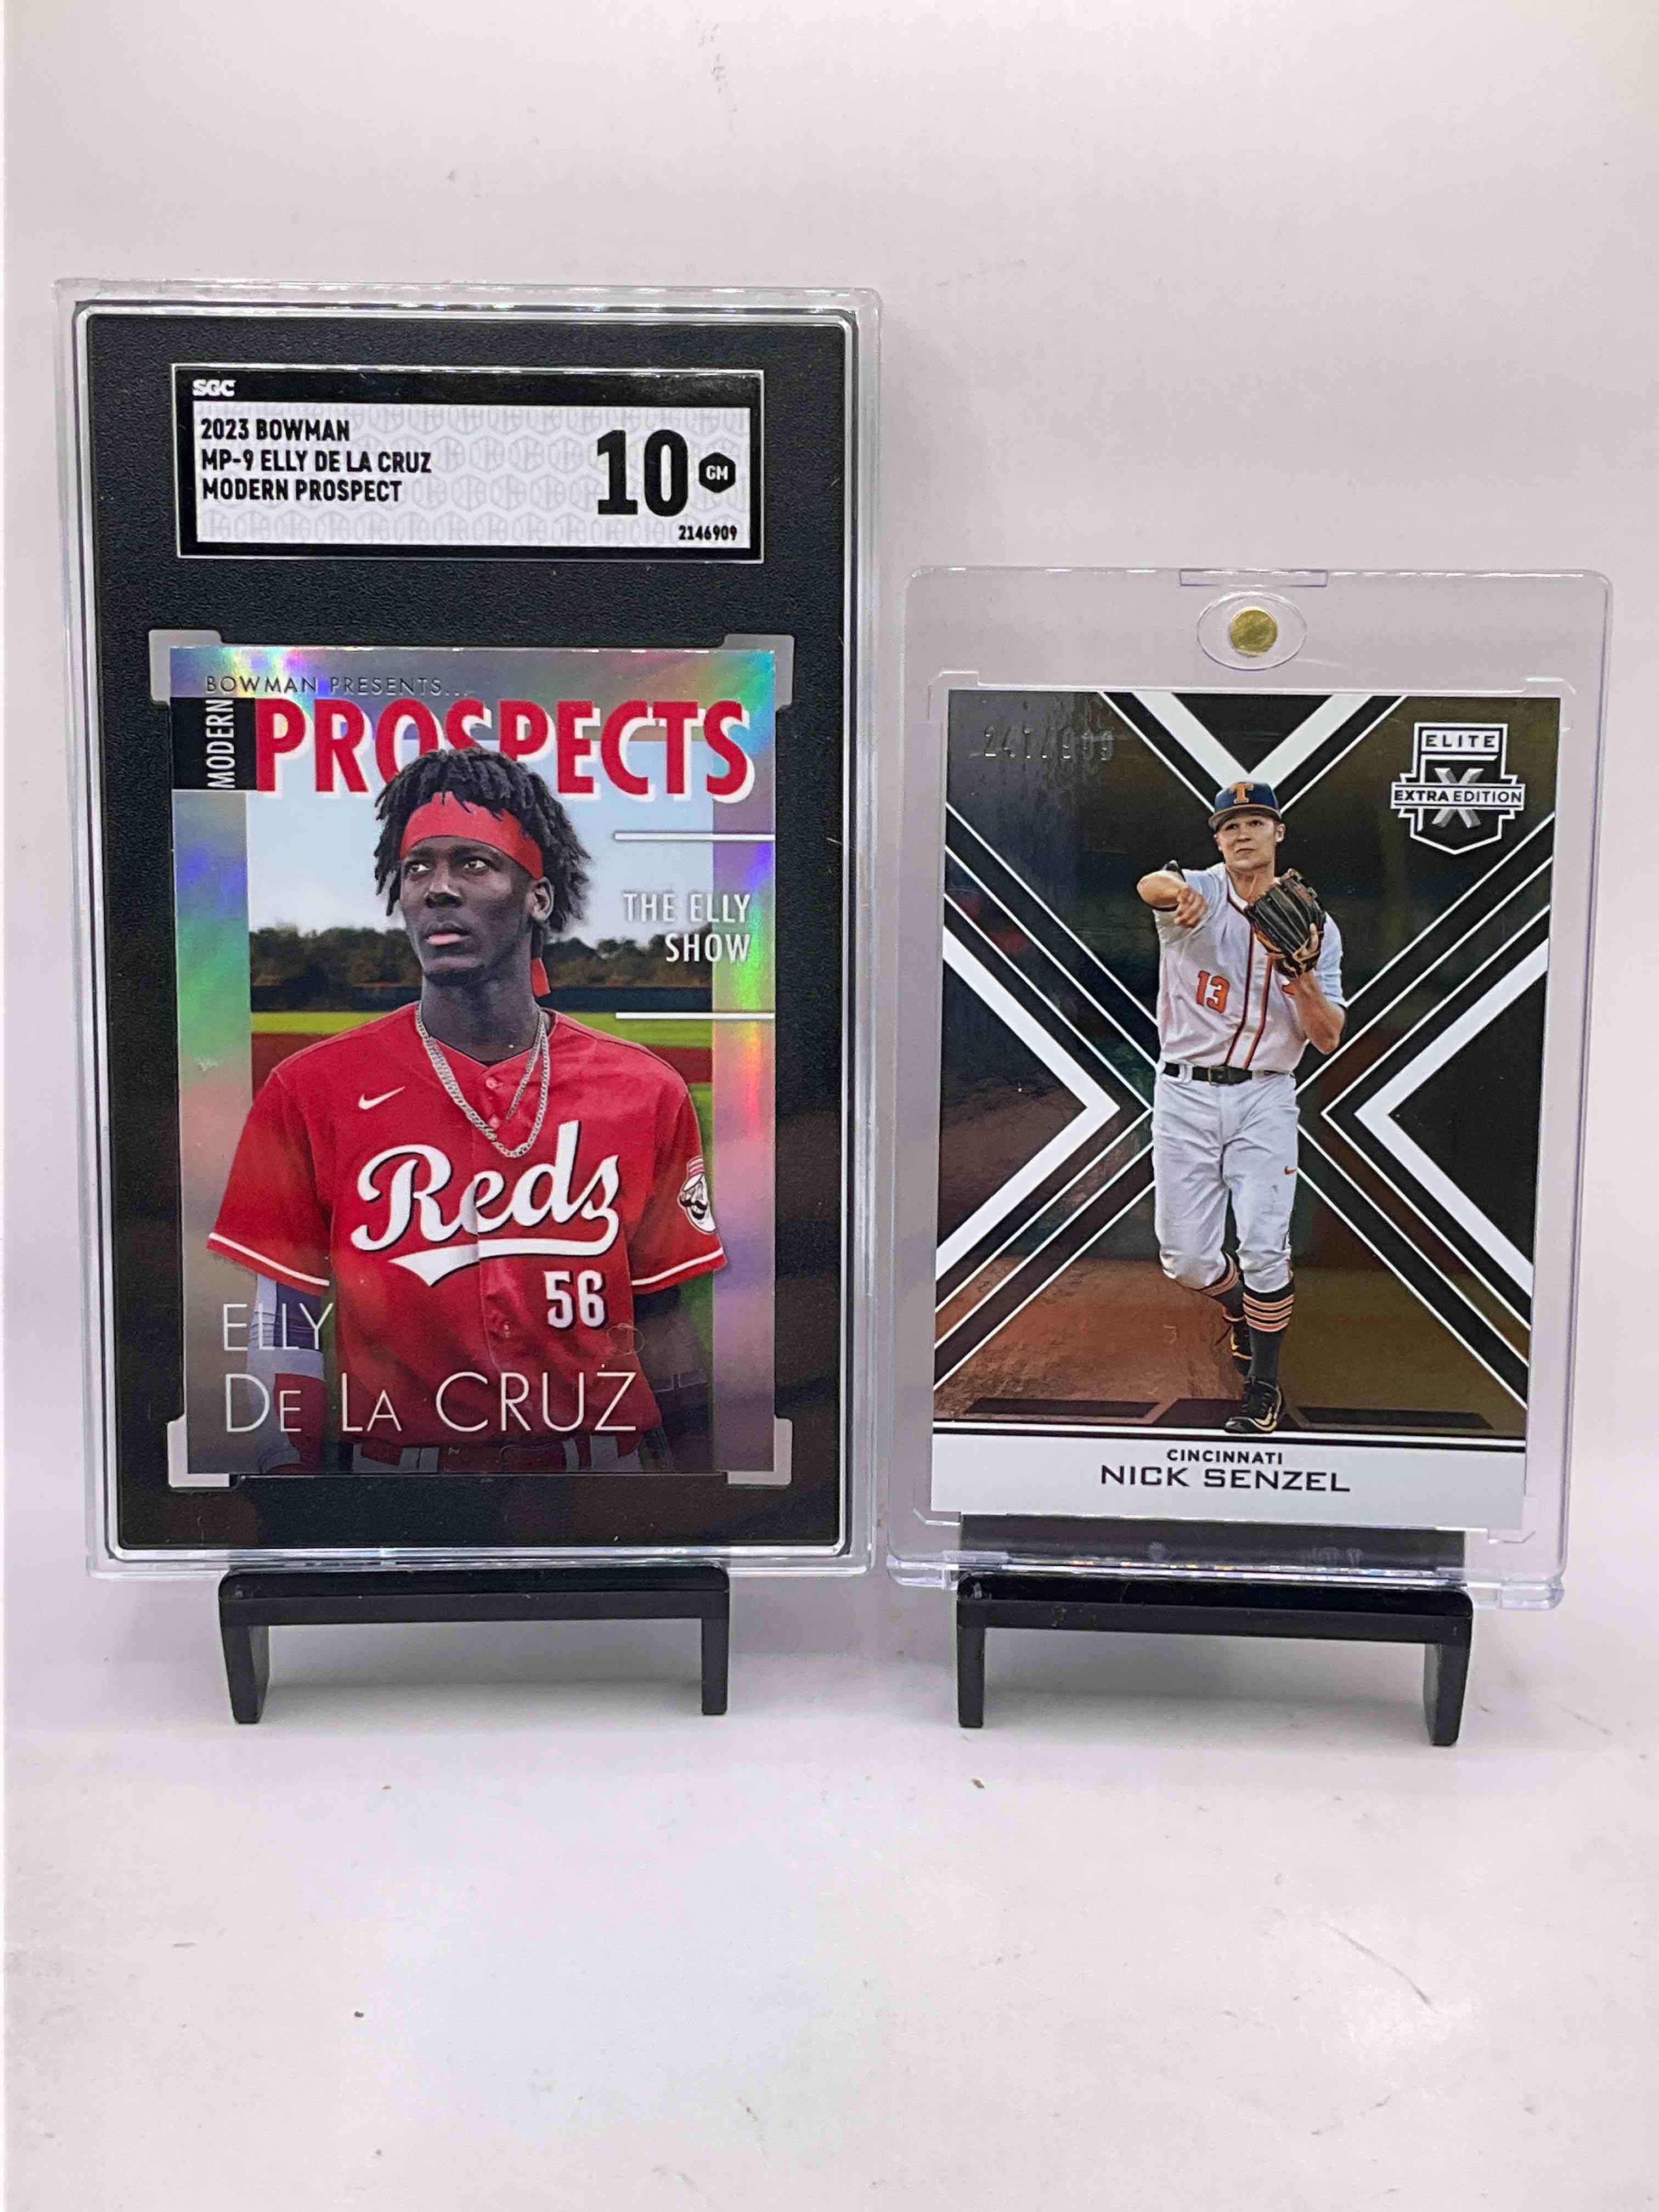 SGC
2023 BOWMAN
MP-9 ELLY DE LA CRUZ
MODERN PROSPECT
10 GM
2146909
BOWMAN PRESENTS...
MODERN
PROSPECTS
THE ELLY
SHOW
Reds
56
ELLY
DE LA CRUZ
ELITE
X
EXTRA EDITION
T
13
CINCINNATI
NICK SENZEL